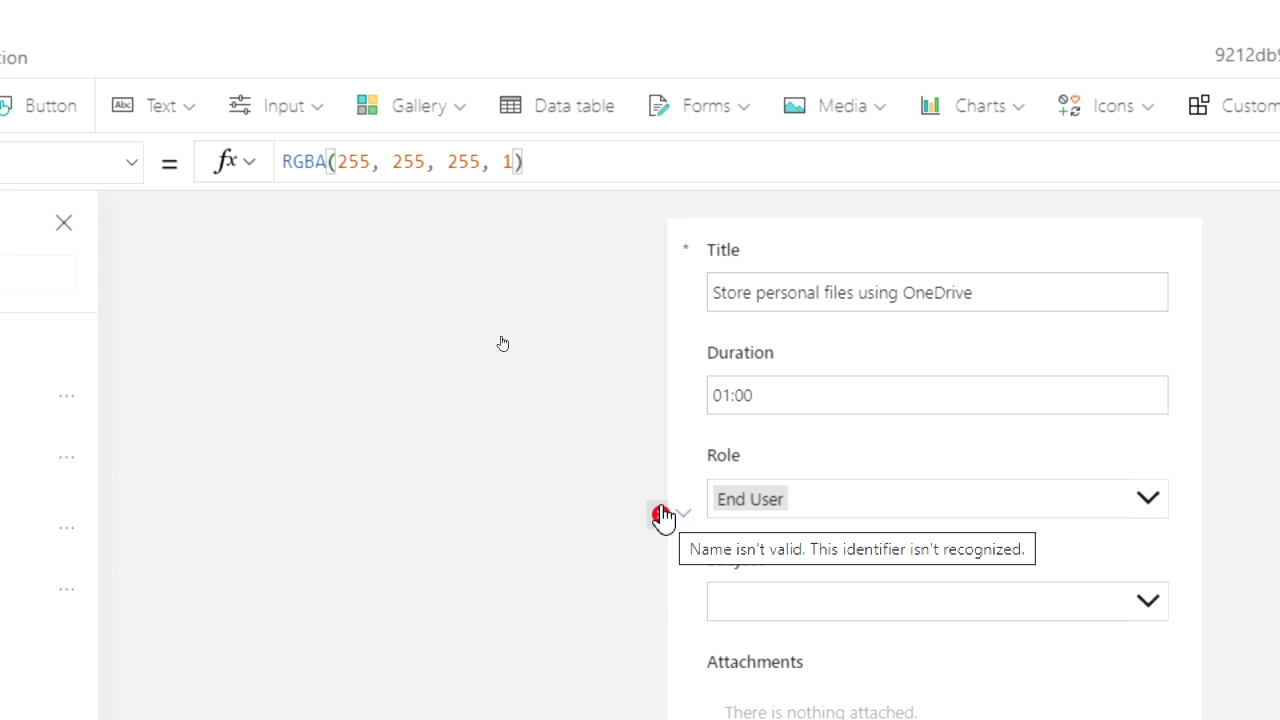 tion
9212db9
Button Text Input Gallery Data table Forms Media Charts Icons Custom
= fx RGBA(255, 255, 255, 1)
* Title
Store personal files using OneDrive
Duration
01:00
Role
End User
Name isn't valid. This identifier isn't recognized.
Attachments
There is nothing attached.